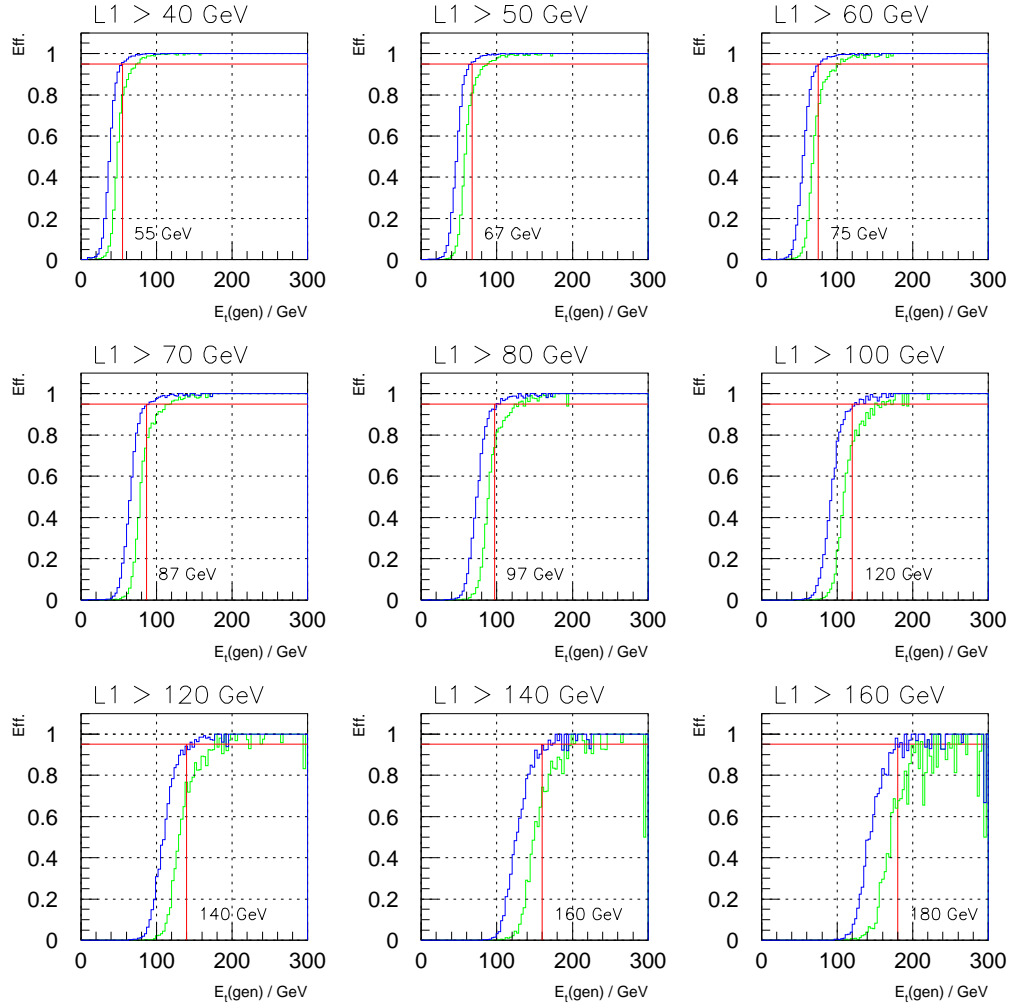 L1 > 40 GeV
Eff.
1
0.8
0.6
0.4
0.2
0
55 GeV
0 100 200 300
E_t(gen) / GeV
L1 > 50 GeV
Eff.
1
0.8
0.6
0.4
0.2
0
67 GeV
0 100 200 300
E_t(gen) / GeV
L1 > 60 GeV
Eff.
1
0.8
0.6
0.4
0.2
0
75 GeV
0 100 200 300
E_t(gen) / GeV
L1 > 70 GeV
Eff.
1
0.8
0.6
0.4
0.2
0
87 GeV
0 100 200 300
E_t(gen) / GeV
L1 > 80 GeV
Eff.
1
0.8
0.6
0.4
0.2
0
97 GeV
0 100 200 300
E_t(gen) / GeV
L1 > 100 GeV
Eff.
1
0.8
0.6
0.4
0.2
0
120 GeV
0 100 200 300
E_t(gen) / GeV
L1 > 120 GeV
Eff.
1
0.8
0.6
0.4
0.2
0
140 GeV
0 100 200 300
E_t(gen) / GeV
L1 > 140 GeV
Eff.
1
0.8
0.6
0.4
0.2
0
160 GeV
0 100 200 300
E_t(gen) / GeV
L1 > 160 GeV
Eff.
1
0.8
0.6
0.4
0.2
0
180 GeV
0 100 200 300
E_t(gen) / GeV